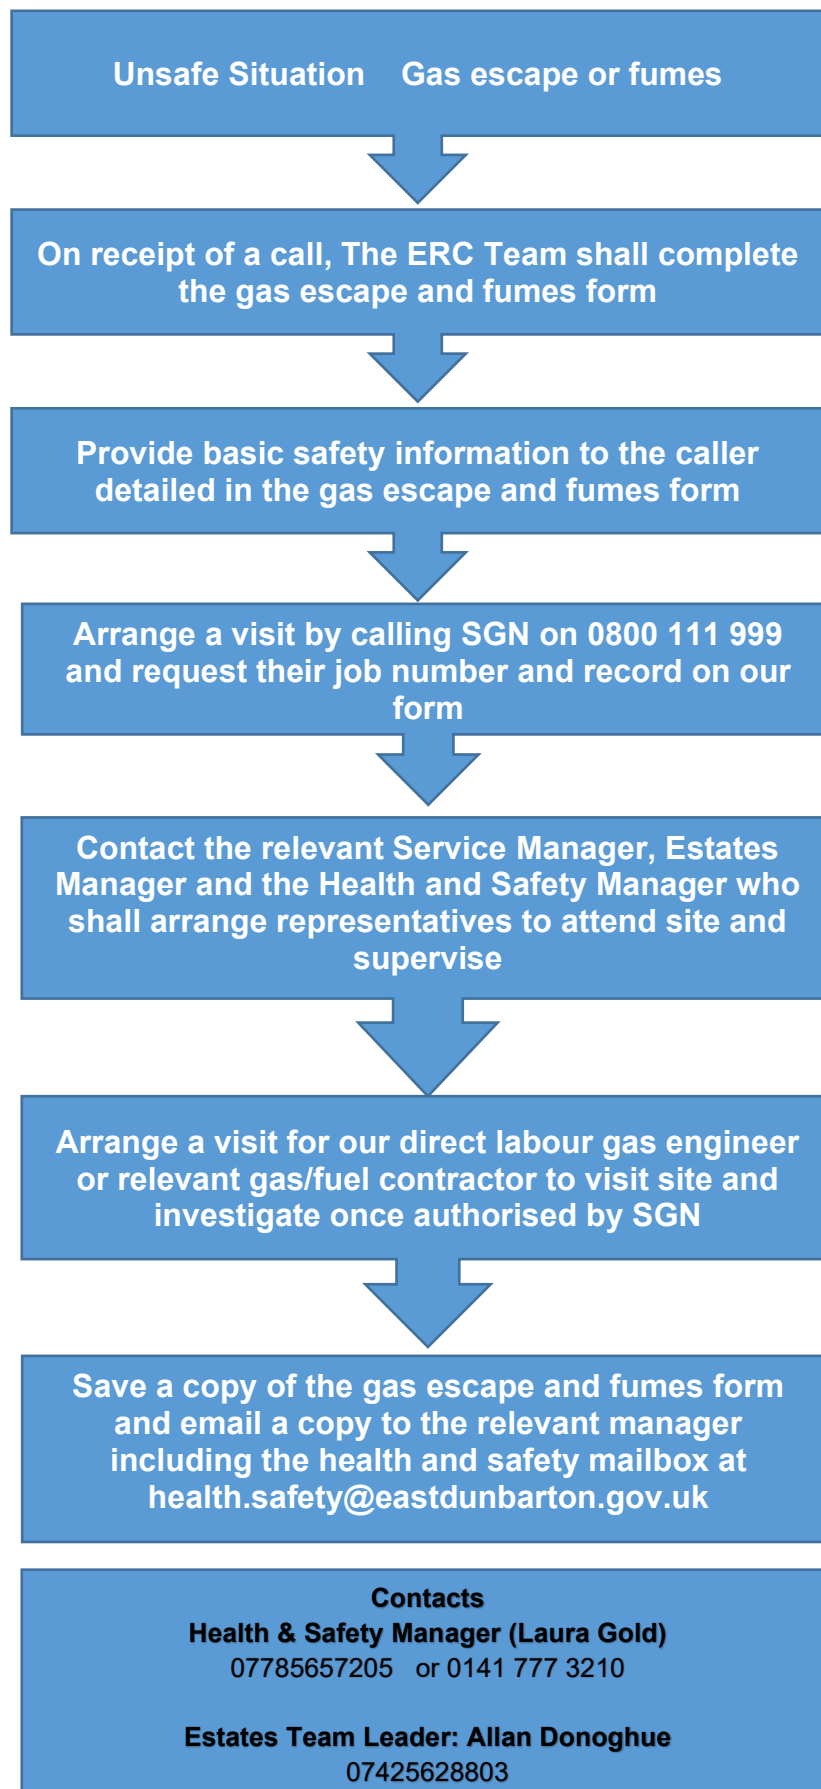 Unsafe Situation    Gas escape or fumes
On receipt of a call, The ERC Team shall complete
the gas escape and fumes form
Provide basic safety information to the caller
detailed in the gas escape and fumes form
Arrange a visit by calling SGN on 0800 111 999
and request their job number and record on our
form
Contact the relevant Service Manager, Estates
Manager and the Health and Safety Manager who
shall arrange representatives to attend site and
supervise
Arrange a visit for our direct labour gas engineer
or relevant gas/fuel contractor to visit site and
investigate once authorised by SGN
Save a copy of the gas escape and fumes form
and email a copy to the relevant manager
including the health and safety mailbox at
health.safety@eastdunbarton.gov.uk
Contacts
Health & Safety Manager (Laura Gold)
07785657205   or 0141 777 3210
Estates Team Leader: Allan Donoghue
07425628803